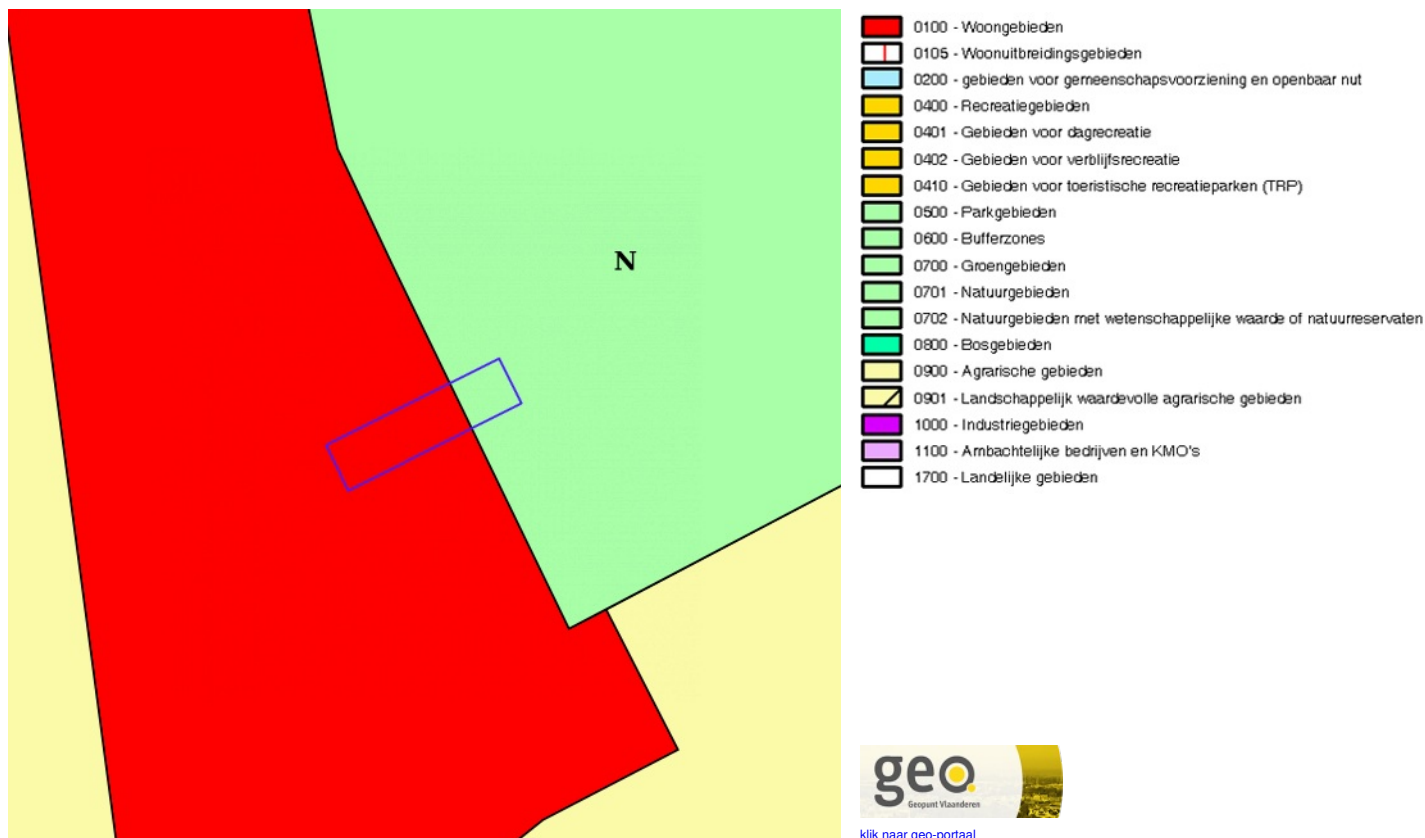 N
0100 - Woongebieden
0105 - Woonuitbreidingsgebieden
0200 - gebieden voor gemeenschapsvoorziening en openbaar nut
0400 - Recreatiegebieden
0401 - Gebieden voor dagrecreatie
0402 - Gebieden voor verblijfsrecreatie
0410 - Gebieden voor toeristische recreatieparken (TRP)
0500 - Parkgebieden
0600 - Bufferzones
0700 - Groengebieden
0701 - Natuurgebieden
0702 - Natuurgebieden met wetenschappelijke waarde of natuurreservaten
0800 - Bosgebieden
0900 - Agrarische gebieden
0901 - Landschappelijk waardevolle agrarische gebieden
1000 - Industriegebieden
1100 - Ambachtelijke bedrijven en KMO's
1700 - Landelijke gebieden
geo.
Geopunt Vlaanderen
klik naar geo-portaal